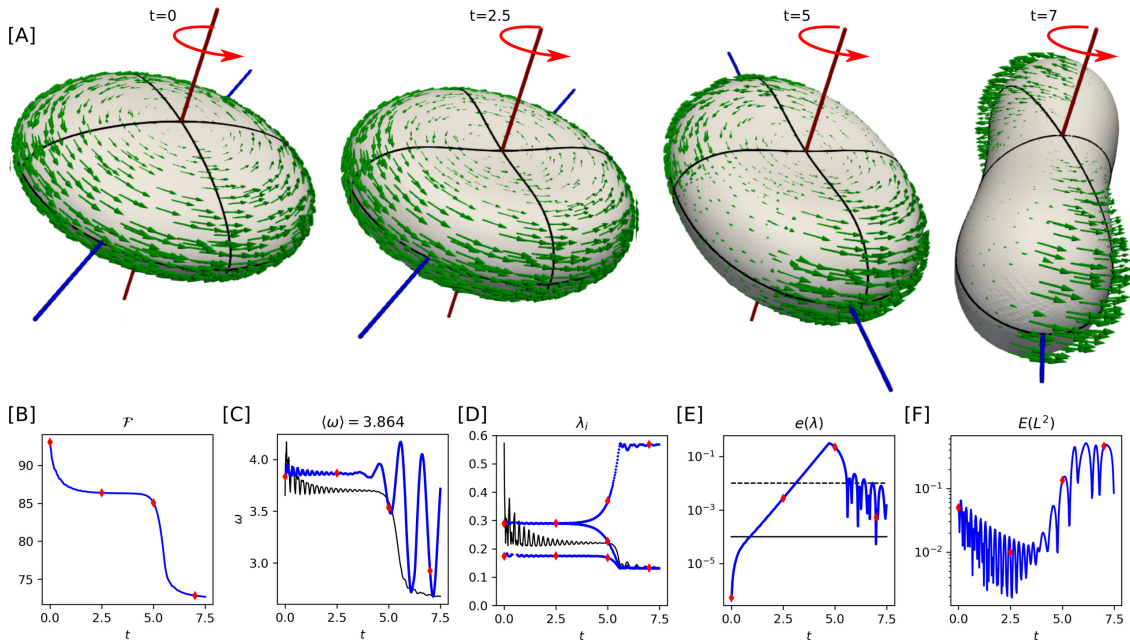 [A]
t=0
t=2.5
t=5
t=7
[B]
ℱ
90
85
80
75
0.0
2.5
5.0
7.5
t
[C]
⟨ω⟩ = 3.864
ω
4.0
3.5
3.0
0.0
2.5
5.0
7.5
t
[D]
λᵢ
0.6
0.5
0.4
0.3
0.2
0.1
0.0
0.0
2.5
5.0
7.5
t
[E]
e(λ)
10⁻¹
10⁻³
10⁻⁵
0.0
2.5
5.0
7.5
t
[F]
E(L²)
10⁻¹
10⁻²
0.0
2.5
5.0
7.5
t